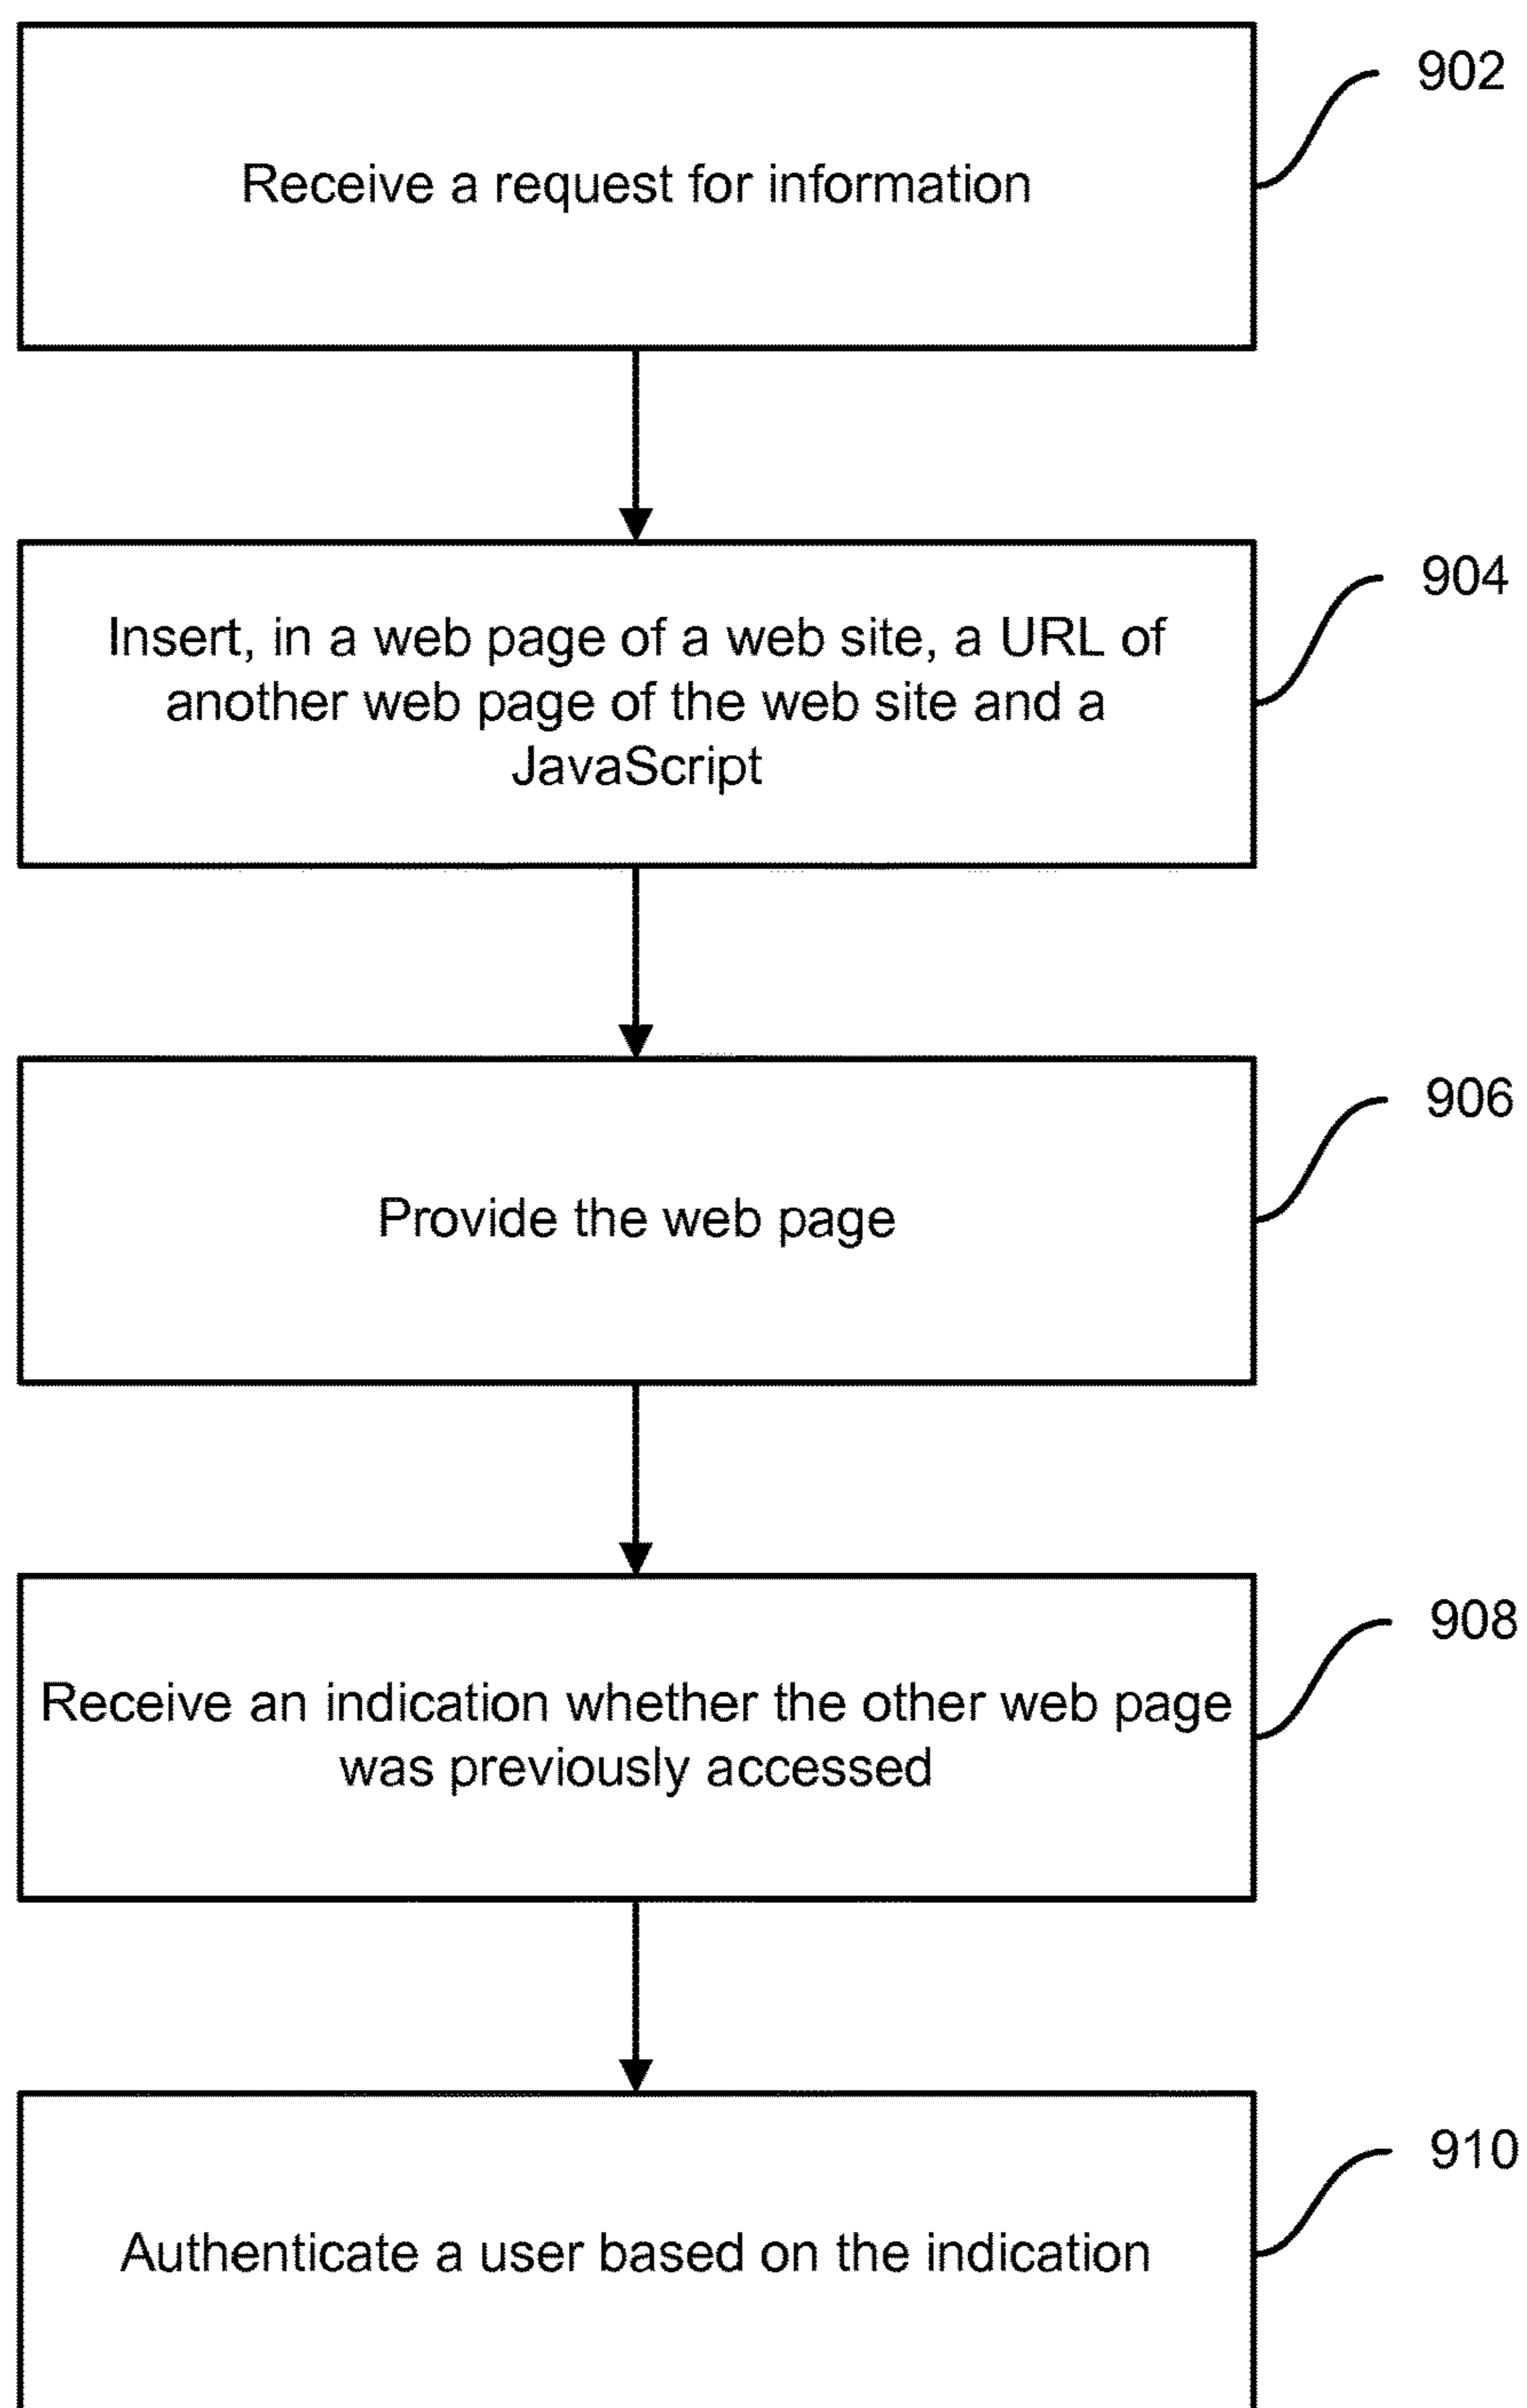 Receive a request for information
902
Insert, in a web page of a web site, a URL of
another web page of the web site and a
JavaScript
904
Provide the web page
906
Receive an indication whether the other web page
was previously accessed
908
Authenticate a user based on the indication
910